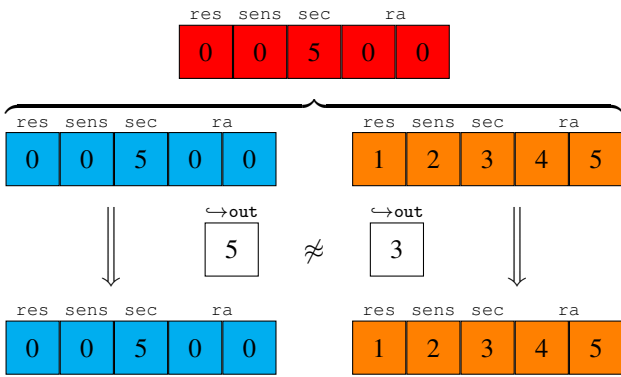 res sens sec ra
0 0 5 0 0
res sens sec ra res sens sec ra
0 0 5 0 0 1 2 3 4 5
↪out ↪out
5 ≉ 3
res sens sec ra res sens sec ra
0 0 5 0 0 1 2 3 4 5